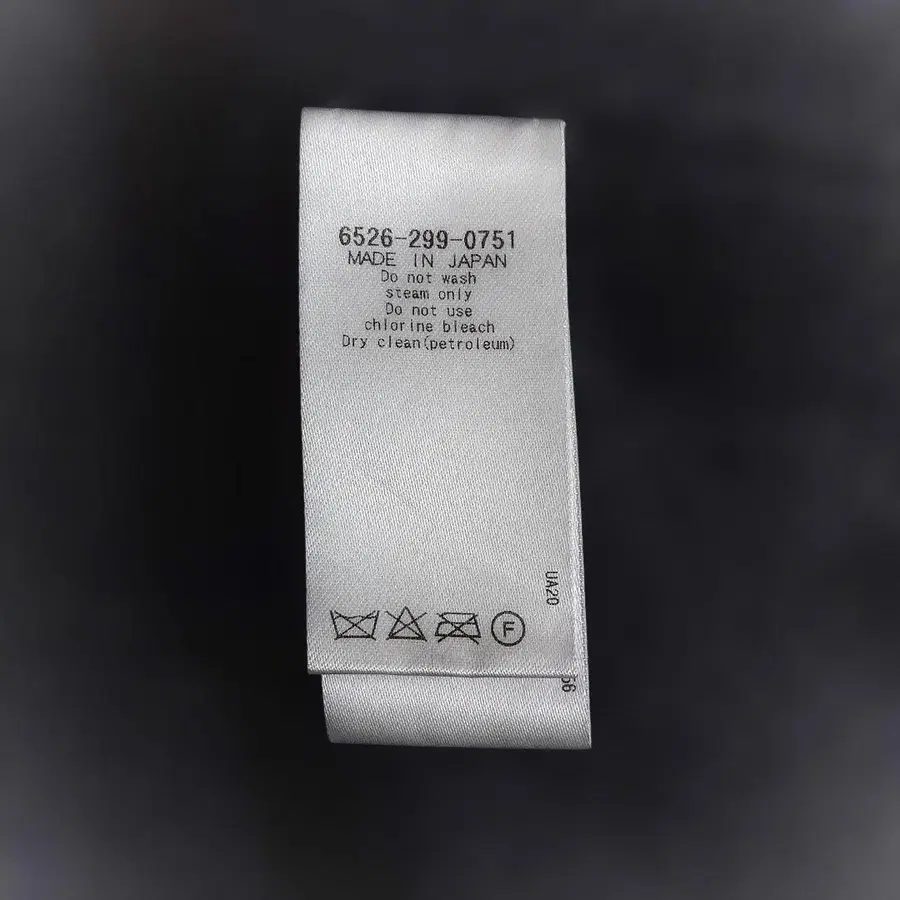 6526-299-0751
MADE IN JAPAN
Do not wash
steam only
Do not use
chlorine bleach
Dry clean(petroleum)
UA20
F